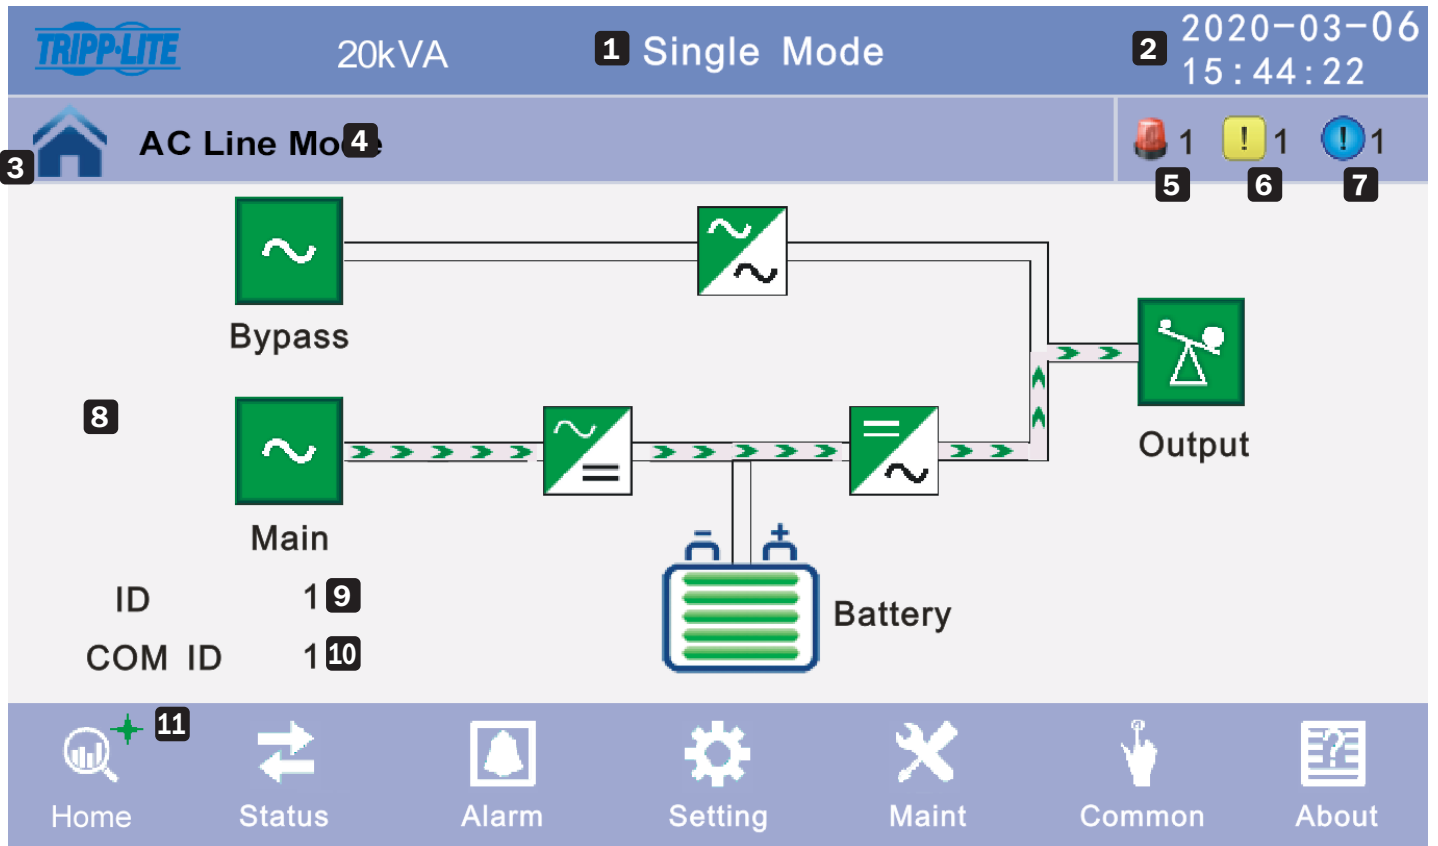 TRIPP·LITE
20kVA
1 Single Mode
2 2020-03-06
15:44:22
3
AC Line Mo4e
1 ! 1 ! 1
5 6 7
Bypass
8
Output
Main
- +
ID 1 9
Battery
COM ID 1 10
11
?
Home Status Alarm Setting Maint Common About